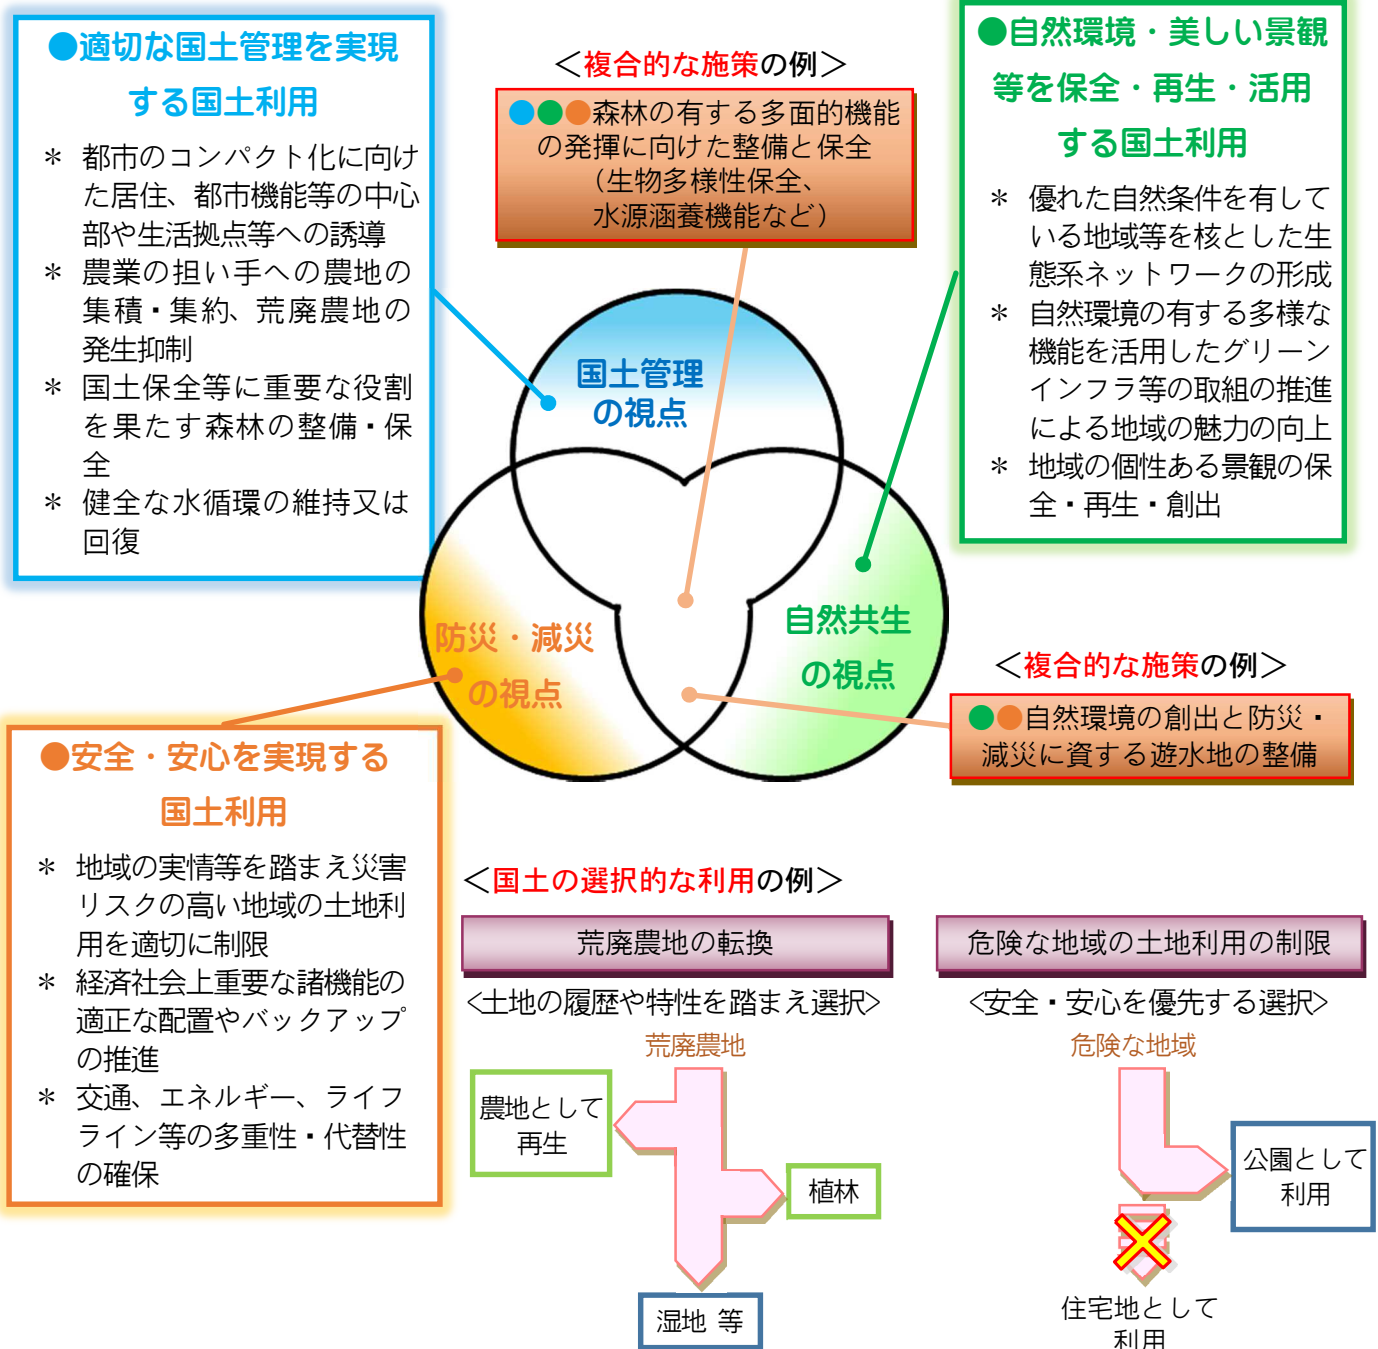 ●適切な国土管理を実現
する国土利用
＊ 都市のコンパクト化に向け
た居住、都市機能等の中心
部や生活拠点等への誘導
＊ 農業の担い手への農地の
集積・集約、荒廃農地の
発生抑制
＊ 国土保全等に重要な役割
を果たす森林の整備・保
全
＊ 健全な水循環の維持又は
回復
＜複合的な施策の例＞
●●●森林の有する多面的機能
の発揮に向けた整備と保全
（生物多様性保全、
水源涵養機能など）
●自然環境・美しい景観
等を保全・再生・活用
する国土利用
＊ 優れた自然条件を有して
いる地域等を核とした生
態系ネットワークの形成
＊ 自然環境の有する多様な
機能を活用したグリーン
インフラ等の取組の推進
による地域の魅力の向上
＊ 地域の個性ある景観の保
全・再生・創出
国土管理
の視点
防災・減災
の視点
自然共生
の視点
＜複合的な施策の例＞
●●自然環境の創出と防災・
減災に資する遊水地の整備
●安全・安心を実現する
国土利用
＊ 地域の実情等を踏まえ災害
リスクの高い地域の土地利
用を適切に制限
＊ 経済社会上重要な諸機能の
適正な配置やバックアップ
の推進
＊ 交通、エネルギー、ライフ
ライン等の多重性・代替性
の確保
＜国土の選択的な利用の例＞
荒廃農地の転換
<土地の履歴や特性を踏まえ選択>
荒廃農地
農地として
再生
植林
湿地 等
危険な地域の土地利用の制限
<安全・安心を優先する選択>
危険な地域
公園として
利用
住宅地として
利用